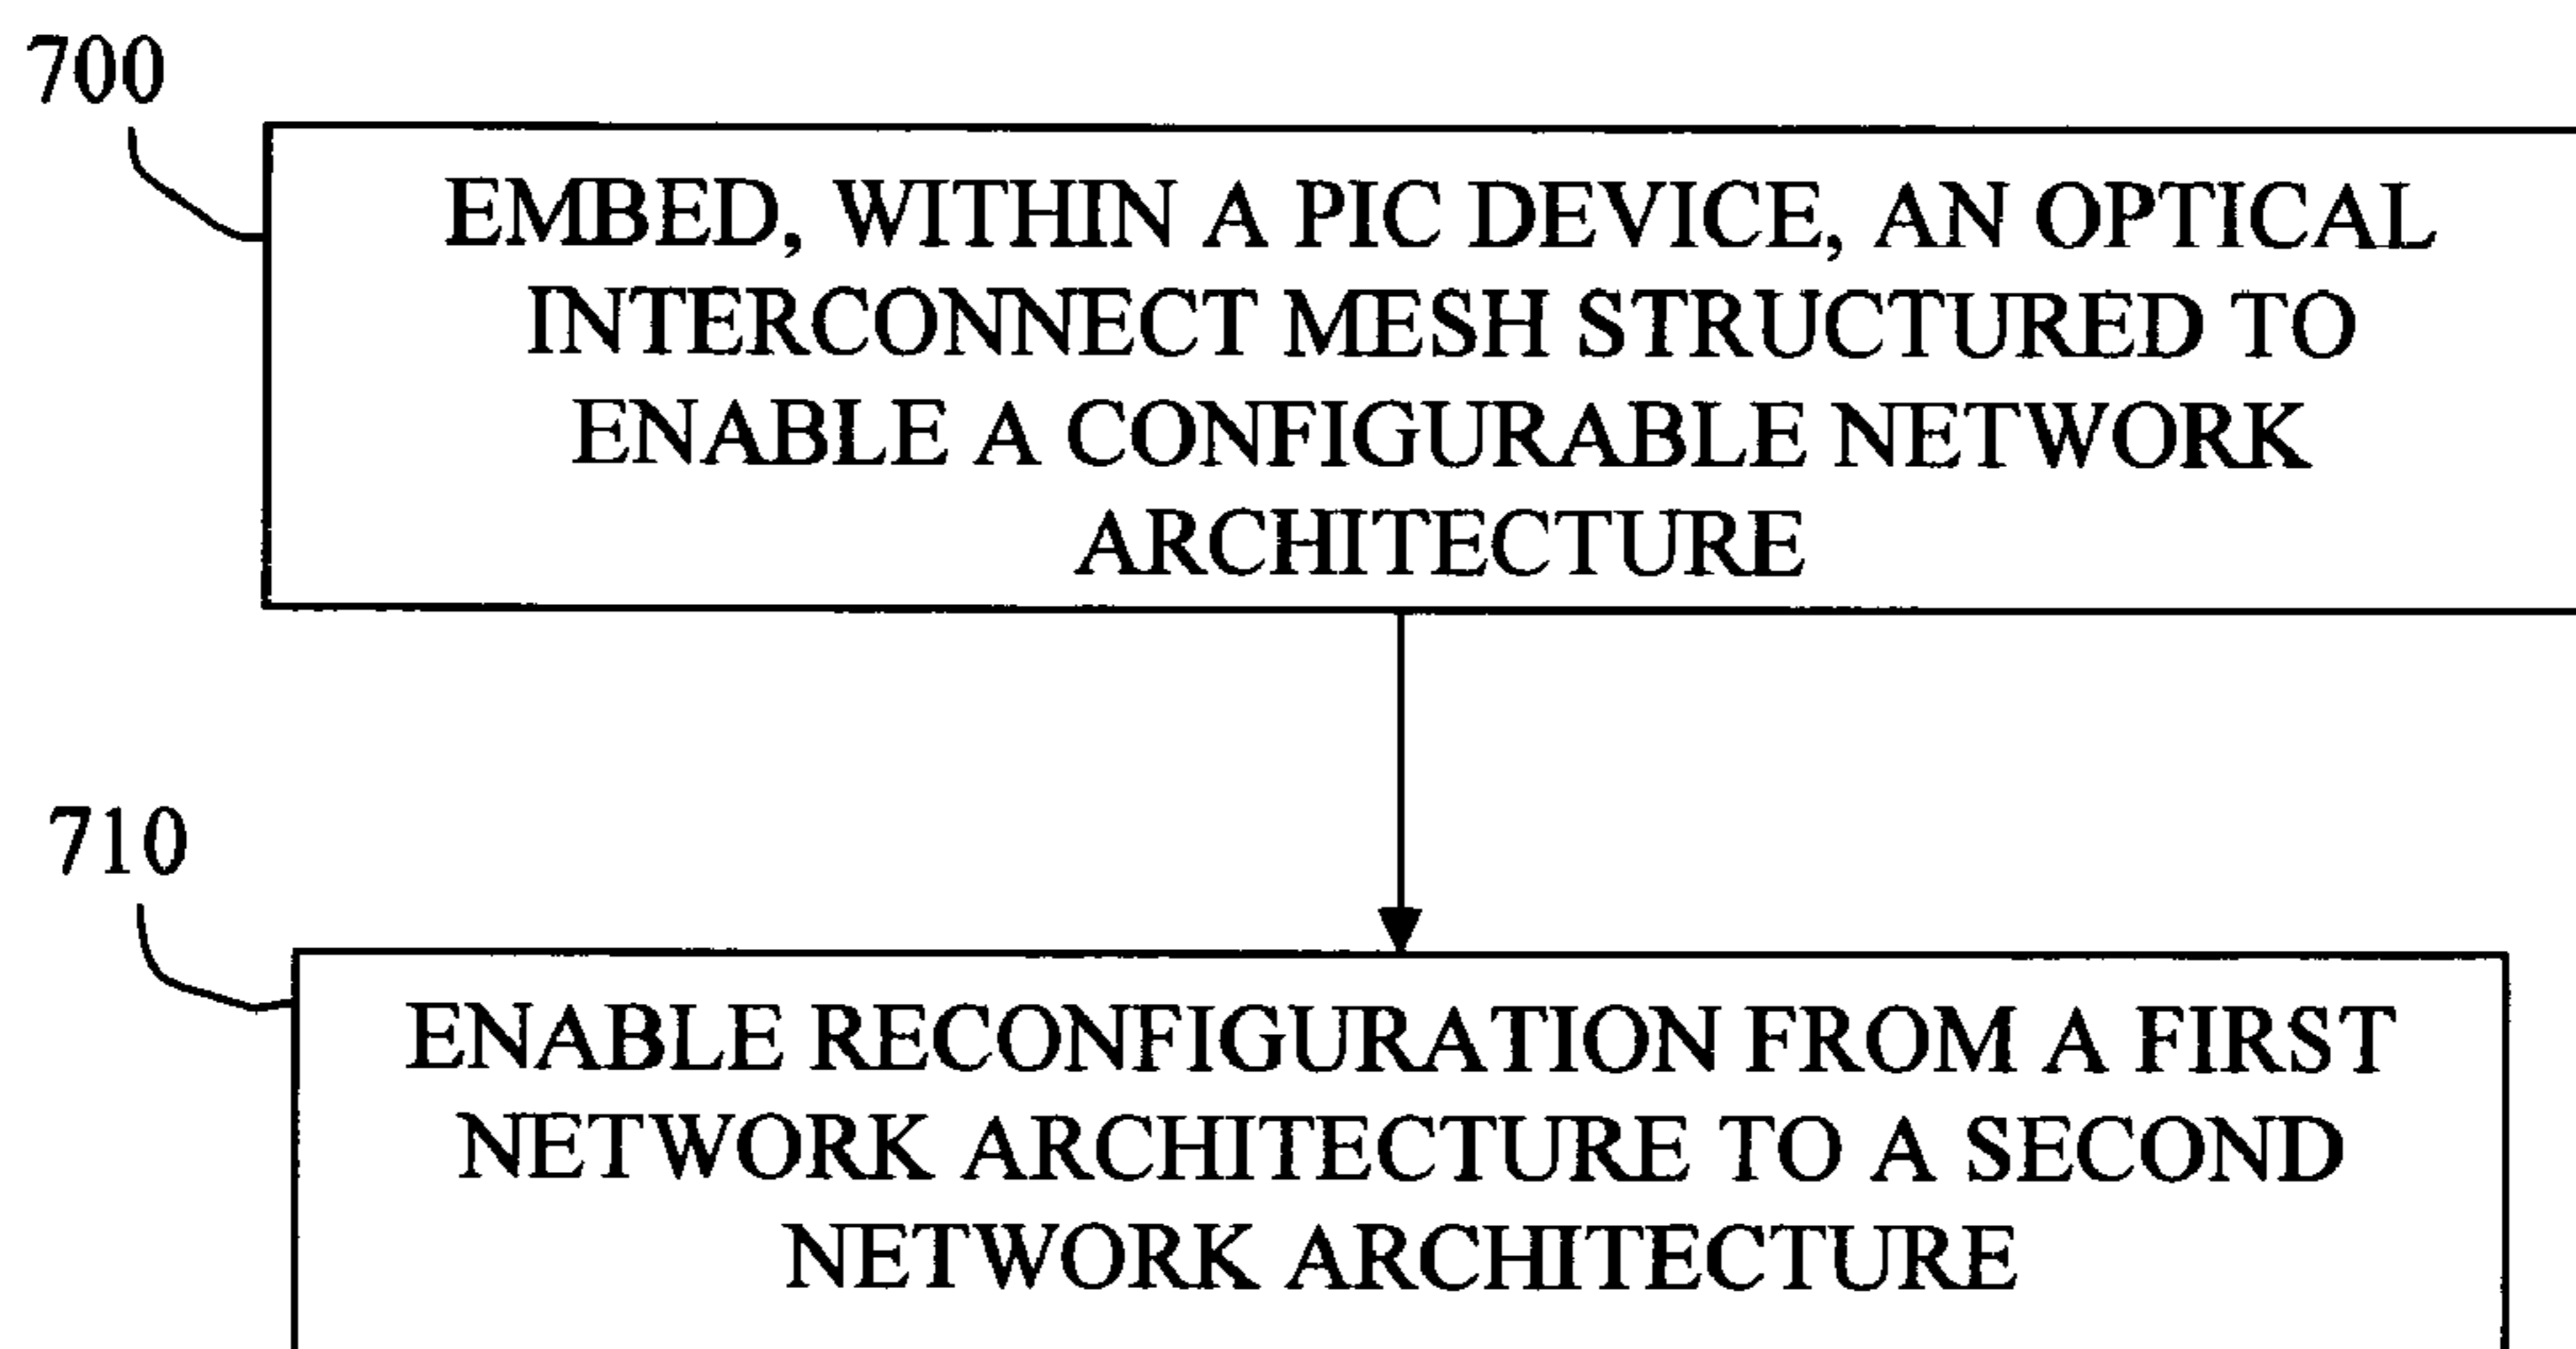 700
EMBED, WITHIN A PIC DEVICE, AN OPTICAL
INTERCONNECT MESH STRUCTURED TO
ENABLE A CONFIGURABLE NETWORK
ARCHITECTURE
710
ENABLE RECONFIGURATION FROM A FIRST
NETWORK ARCHITECTURE TO A SECOND
NETWORK ARCHITECTURE